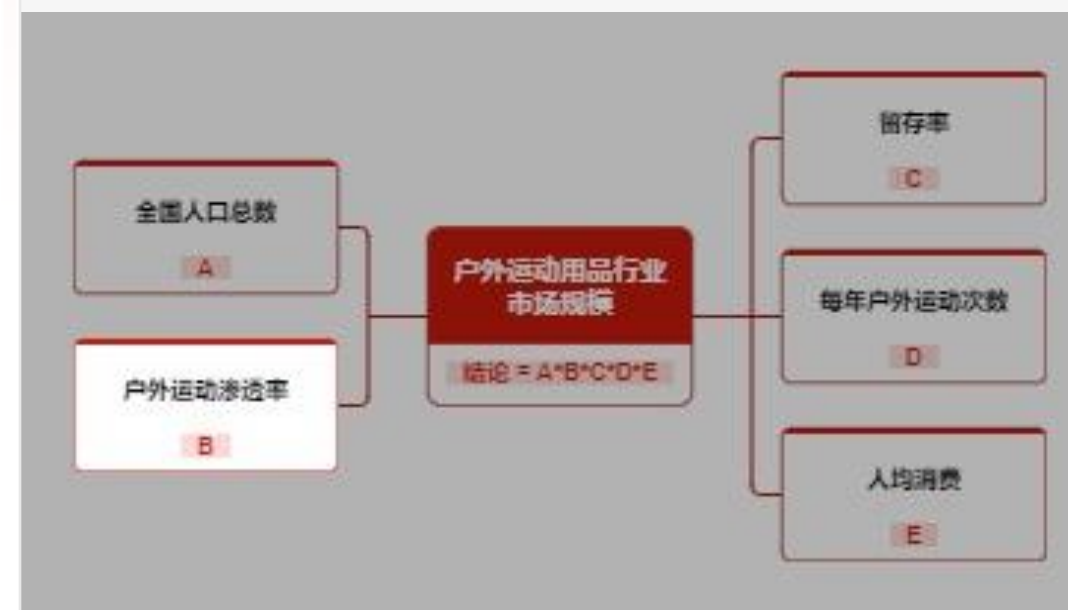 全国人口总数
A
户外运动渗透率
B
户外运动用品行业
市场规模
结论 = A*B*C*D*E
留存率
C
每年户外运动次数
D
人均消费
E